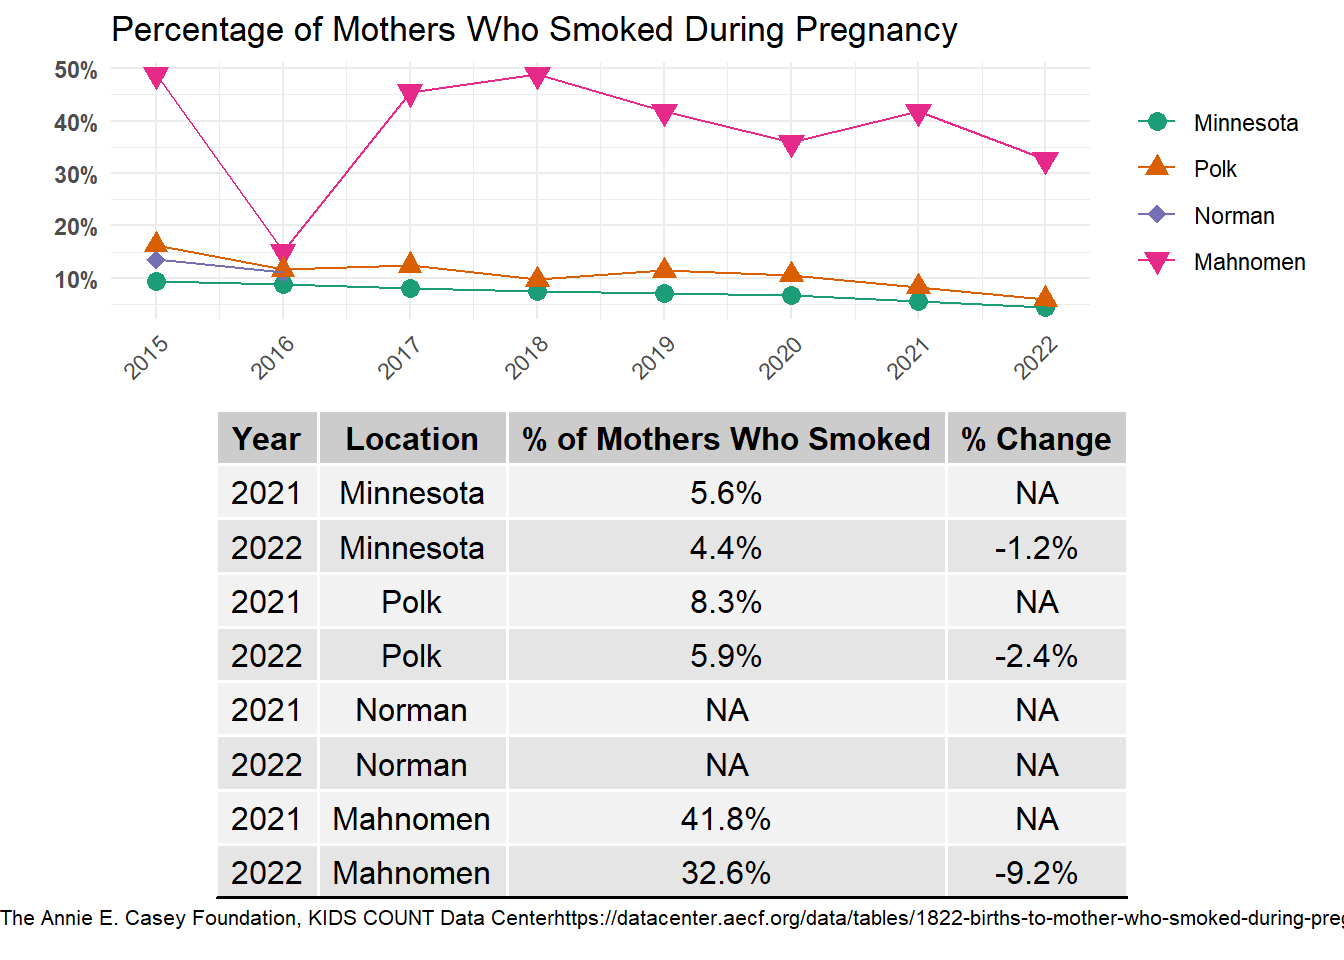 Percentage of Mothers Who Smoked During Pregnancy
50%
40%
30%
20%
10%
2015 2016 2017 2018 2019 2020 2021 2022
Minnesota
Polk
Norman
Mahnomen
Year Location % of Mothers Who Smoked % Change
2021 Minnesota 5.6% NA
2022 Minnesota 4.4% -1.2%
2021 Polk 8.3% NA
2022 Polk 5.9% -2.4%
2021 Norman NA NA
2022 Norman NA NA
2021 Mahnomen 41.8% NA
2022 Mahnomen 32.6% -9.2%
The Annie E. Casey Foundation, KIDS COUNT Data Centerhttps://datacenter.aecf.org/data/tables/1822-births-to-mother-who-smoked-during-preg